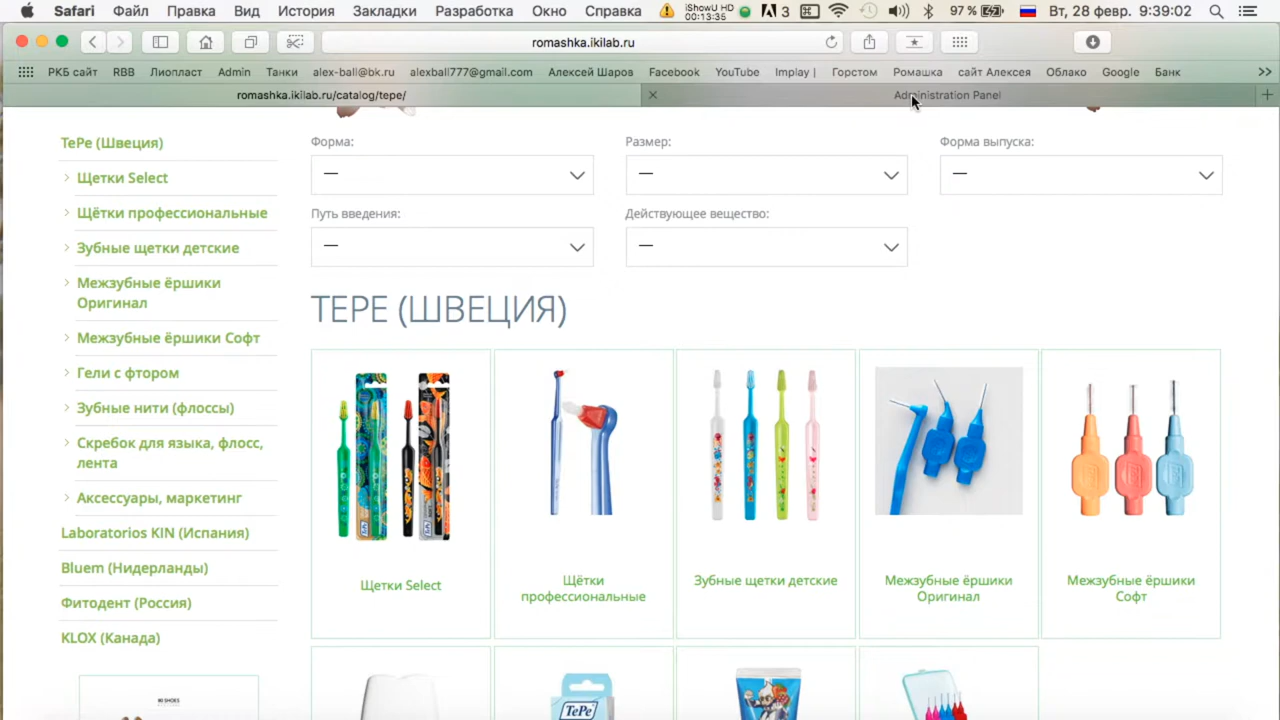 Safari Файл Правка Вид История Закладки Разработка Окно Справка iShowU HD 00:13:35 3 97 % Вт, 28 февр. 9:39:02
romashka.ikilab.ru
РКБ сайт RBB Лиопласт Admin Танки alex-ball@bk.ru alexball777@gmail.com Алексей Шаров Facebook YouTube Implay | Горстом Ромашка сайт Алексея Облако Google Банк
romashka.ikilab.ru/catalog/tepe/ Administration Panel
TePe (Швеция)
Щетки Select
Щётки профессиональные
Зубные щетки детские
Межзубные ёршики
Оригинал
Межзубные ёршики Софт
Гели с фтором
Зубные нити (флоссы)
Скребок для языка, флосс,
лента
Аксессуары, маркетинг
Laboratorios KIN (Испания)
Bluem (Нидерланды)
Фитодент (Россия)
KLOX (Канада)
Форма: Размер: Форма выпуска:
— — —
Путь введения: Действующее вещество:
— —
TEPE (ШВЕЦИЯ)
Щетки Select
Щётки
профессиональные
Зубные щетки детские
Межзубные ёршики
Оригинал
Межзубные ёршики
Софт
TePe